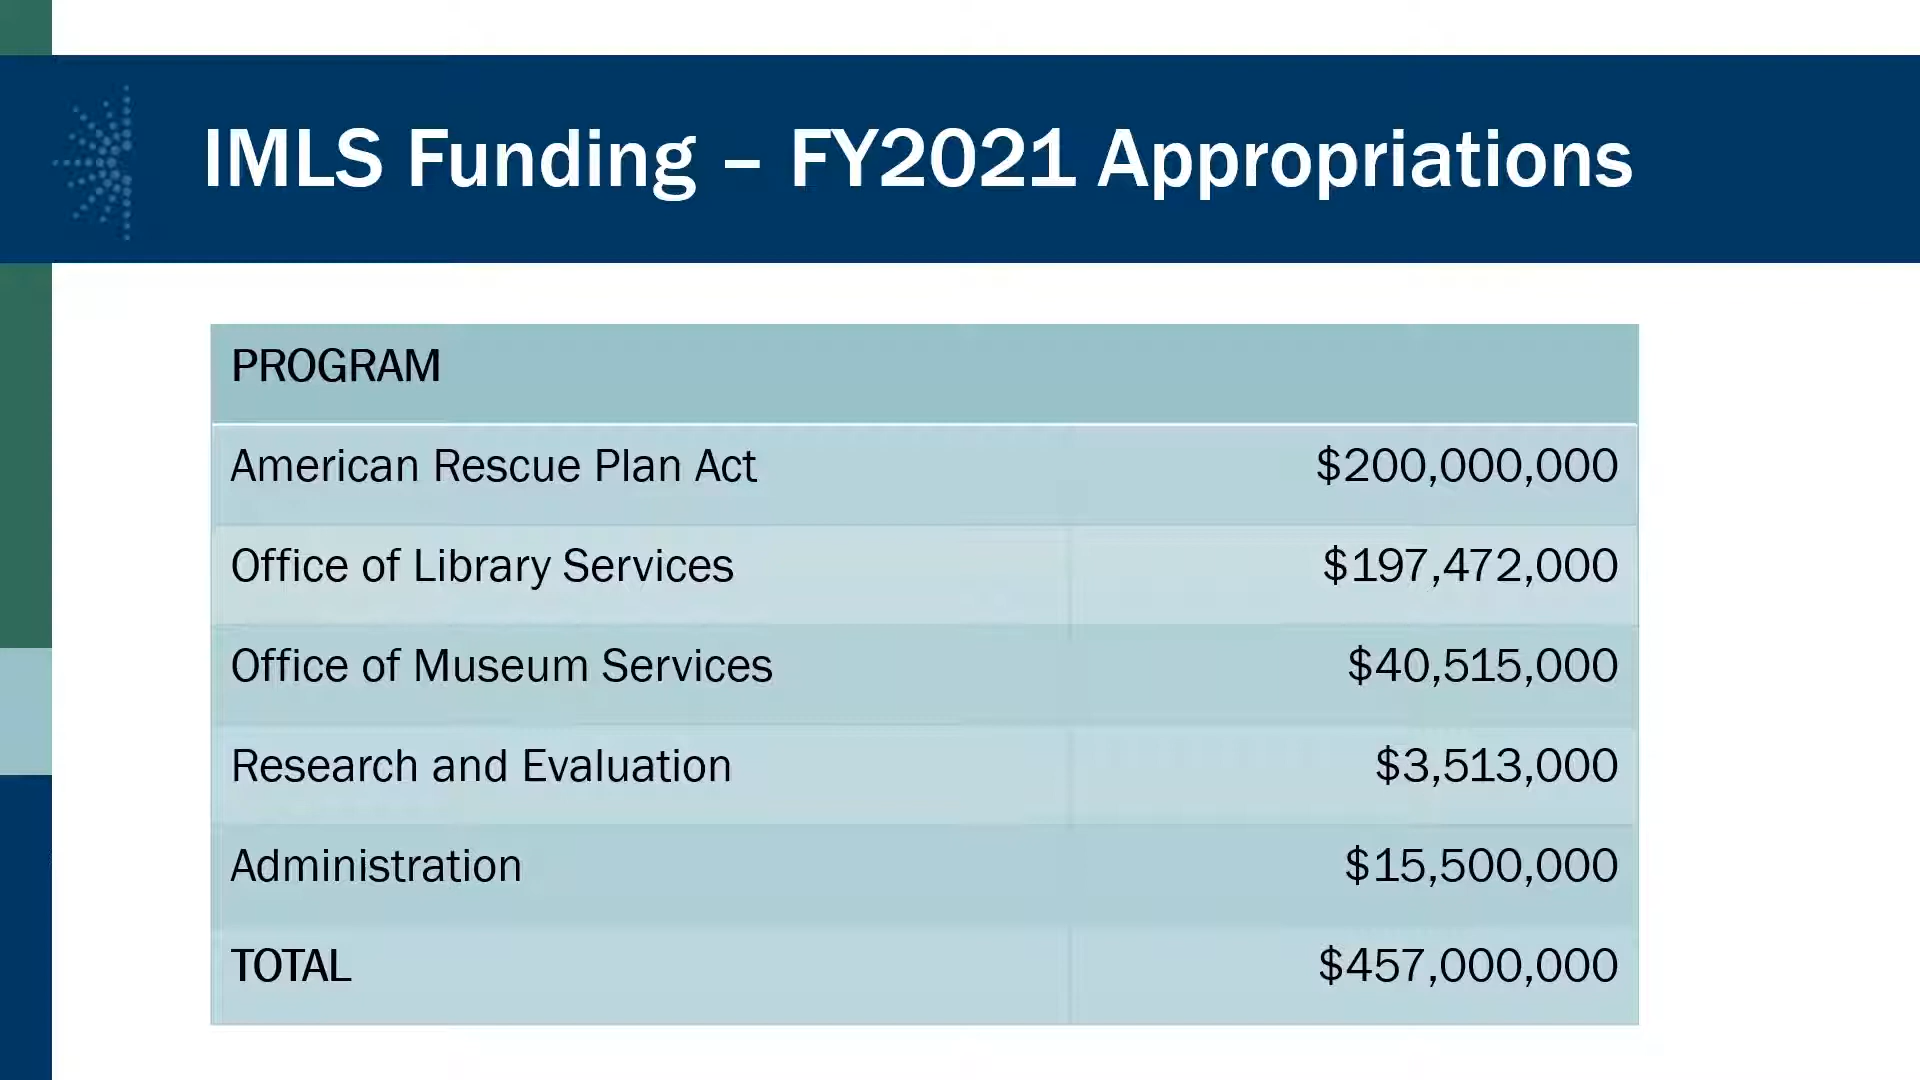 IMLS Funding – FY2021 Appropriations
PROGRAM
American Rescue Plan Act $200,000,000
Office of Library Services $197,472,000
Office of Museum Services $40,515,000
Research and Evaluation $3,513,000
Administration $15,500,000
TOTAL $457,000,000